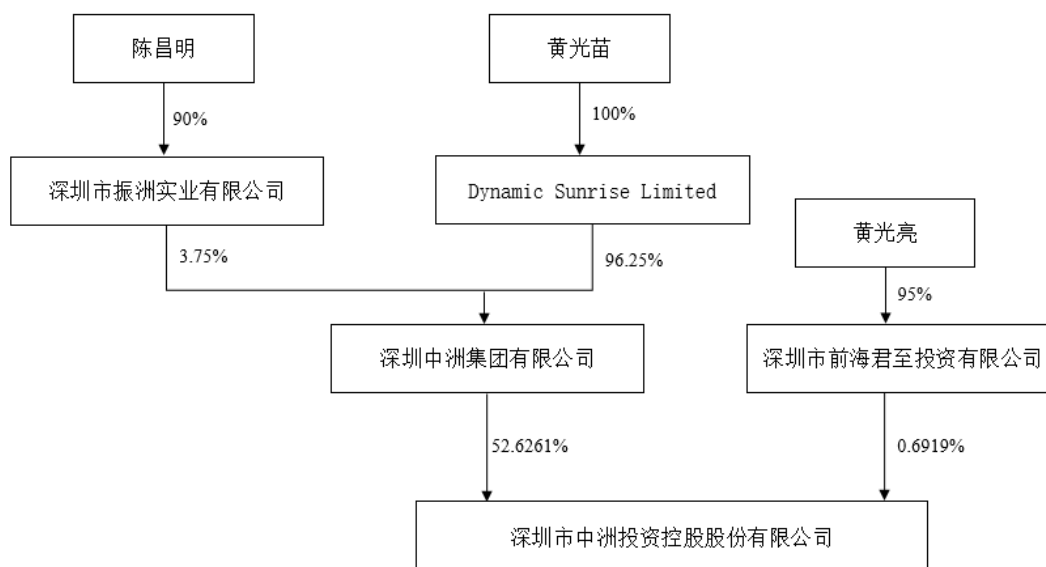 陈昌明
黄光苗
90%
100%
深圳市振洲实业有限公司
Dynamic Sunrise Limited
黄光亮
3.75%
96.25%
95%
深圳中洲集团有限公司
深圳市前海君至投资有限公司
52.6261%
0.6919%
深圳市中洲投资控股股份有限公司